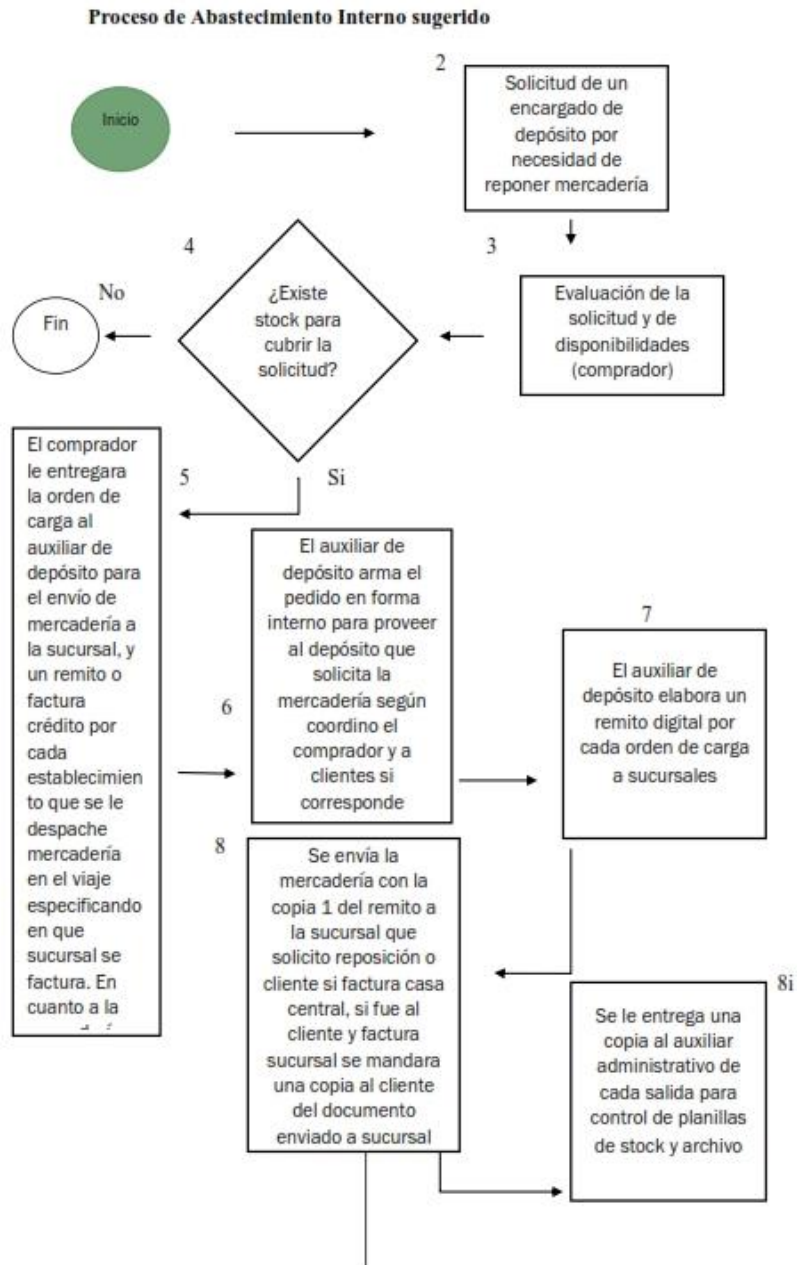 Proceso de Abastecimiento Interno sugerido
Inicio
2
Solicitud de un
encargado de
depósito por
necesidad de
reponer mercadería
3
Evaluación de la
solicitud y de
disponibilidades
(comprador)
4
¿Existe
stock para
cubrir la
solicitud?
No
Fin
Si
5
El comprador
le entregara
la orden de
carga al
auxiliar de
depósito para
el envío de
mercadería a
la sucursal, y
un remito o
factura
crédito por
cada
establecimien
to que se le
despache
mercadería
en el viaje
especificando
en que
sucursal se
factura. En
cuanto a la
6
El auxiliar de
depósito arma el
pedido en forma
interno para proveer
al depósito que
solicita la
mercadería según
coordino el
comprador y a
clientes si
corresponde
7
El auxiliar de
depósito elabora un
remito digital por
cada orden de carga
a sucursales
8
Se envía la
mercadería con la
copia 1 del remito a
la sucursal que
solicito reposición o
cliente si factura casa
central, si fue al
cliente y factura
sucursal se mandara
una copia al cliente
del documento
enviado a sucursal
8i
Se le entrega una
copia al auxiliar
administrativo de
cada salida para
control de planillas
de stock y archivo